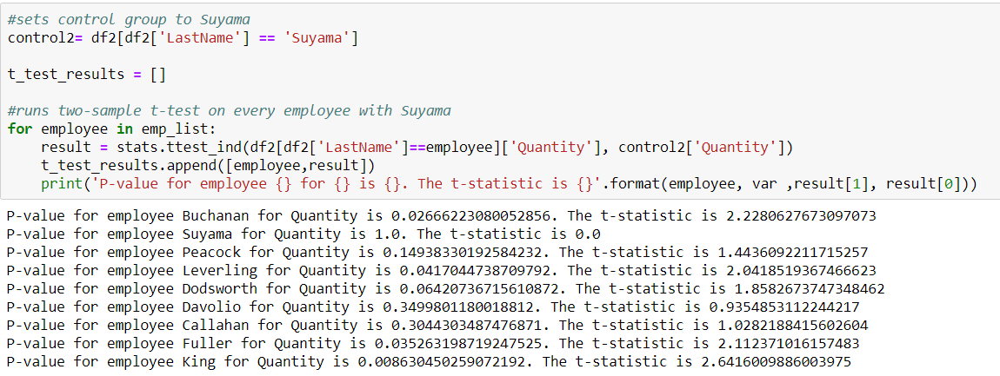 #sets control group to Suyama
control2= df2[df2['LastName'] == 'Suyama']
t_test_results = []
#runs two-sample t-test on every employee with Suyama
for employee in emp_list:
result = stats.ttest_ind(df2[df2['LastName']==employee]['Quantity'], control2['Quantity'])
t_test_results.append([employee,result])
print('P-value for employee {} for {} is {}. The t-statistic is {}'.format(employee, var ,result[1], result[0]))
P-value for employee Buchanan for Quantity is 0.02666223080052856. The t-statistic is 2.2280627673097073
P-value for employee Suyama for Quantity is 1.0. The t-statistic is 0.0
P-value for employee Peacock for Quantity is 0.14938330192584232. The t-statistic is 1.4436092211715257
P-value for employee Leverling for Quantity is 0.0417044738709792. The t-statistic is 2.0418519367466623
P-value for employee Dodsworth for Quantity is 0.06420736715610872. The t-statistic is 1.8582673747348462
P-value for employee Davolio for Quantity is 0.3499801180018812. The t-statistic is 0.9354853112244217
P-value for employee Callahan for Quantity is 0.3044303487476871. The t-statistic is 1.0282188415602604
P-value for employee Fuller for Quantity is 0.035263198719247525. The t-statistic is 2.112371016157483
P-value for employee King for Quantity is 0.008630450259072192. The t-statistic is 2.6416009886003975